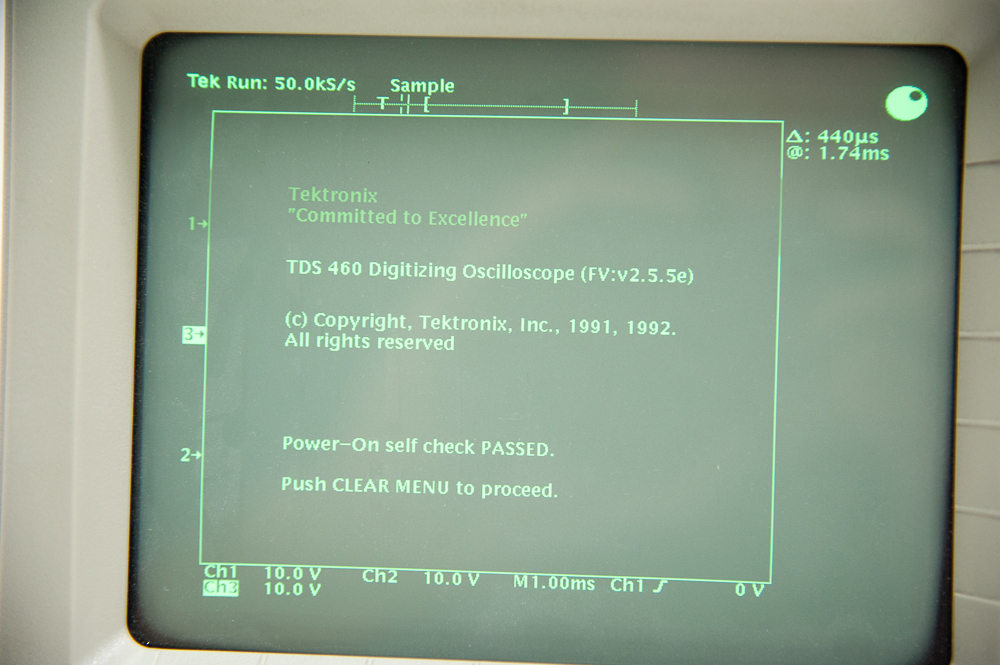 Tek Run: 50.0kS/s Sample
T [ ]
Δ: 440µs
@: 1.74ms
Tektronix
"Committed to Excellence"
1→
TDS 460 Digitizing Oscilloscope (FV:v2.5.5e)
(c) Copyright, Tektronix, Inc., 1991, 1992.
3→
All rights reserved
Power-On self check PASSED.
2→
Push CLEAR MENU to proceed.
Ch1 10.0 V Ch2 10.0 V M1.00ms Ch1 0 V
Ch3 10.0 V